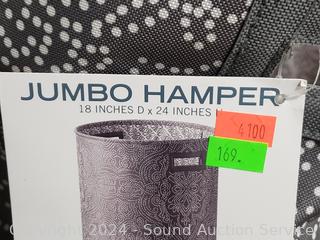 JUMBO HAMPER
18 INCHES D x 24 INCHES H
4100
169.
Copyright 2024 - Sound Auction Service